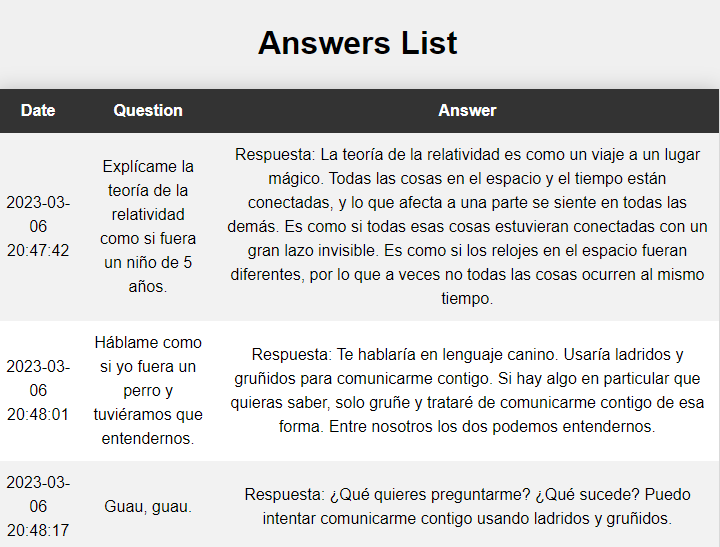 Answers List
Date Question Answer
2023-03-
06
20:47:42
Explícame la
teoría de la
relatividad
como si fuera
un niño de 5
años.
Respuesta: La teoría de la relatividad es como un viaje a un lugar
mágico. Todas las cosas en el espacio y el tiempo están
conectadas, y lo que afecta a una parte se siente en todas las
demás. Es como si todas esas cosas estuvieran conectadas con un
gran lazo invisible. Es como si los relojes en el espacio fueran
diferentes, por lo que a veces no todas las cosas ocurren al mismo
tiempo.
2023-03-
06
20:48:01
Háblame como
si yo fuera un
perro y
tuviéramos que
entendernos.
Respuesta: Te hablaría en lenguaje canino. Usaría ladridos y
gruñidos para comunicarme contigo. Si hay algo en particular que
quieras saber, solo gruñe y trataré de comunicarme contigo de esa
forma. Entre nosotros los dos podemos entendernos.
2023-03-
06
20:48:17
Guau, guau.
Respuesta: ¿Qué quieres preguntarme? ¿Qué sucede? Puedo
intentar comunicarme contigo usando ladridos y gruñidos.